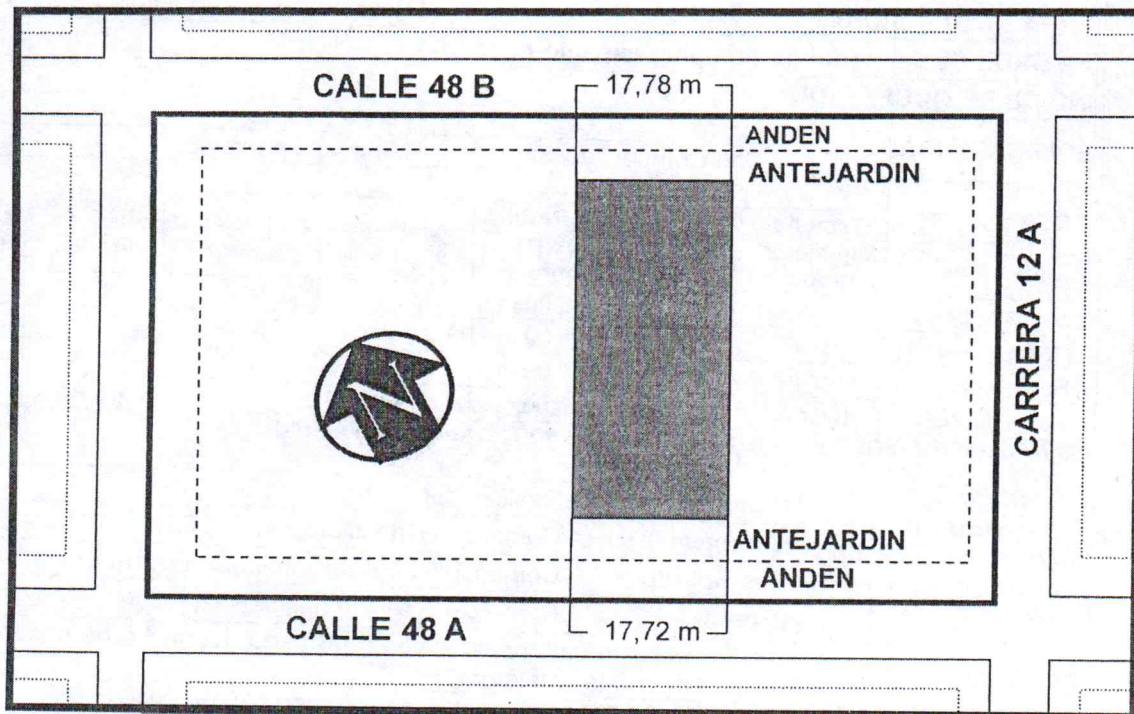 CALLE 48 B
17,78 m
ANDEN
ANTEJARDIN
CARRERA 12 A
N
ANTEJARDIN
ANDEN
CALLE 48 A
17,72 m